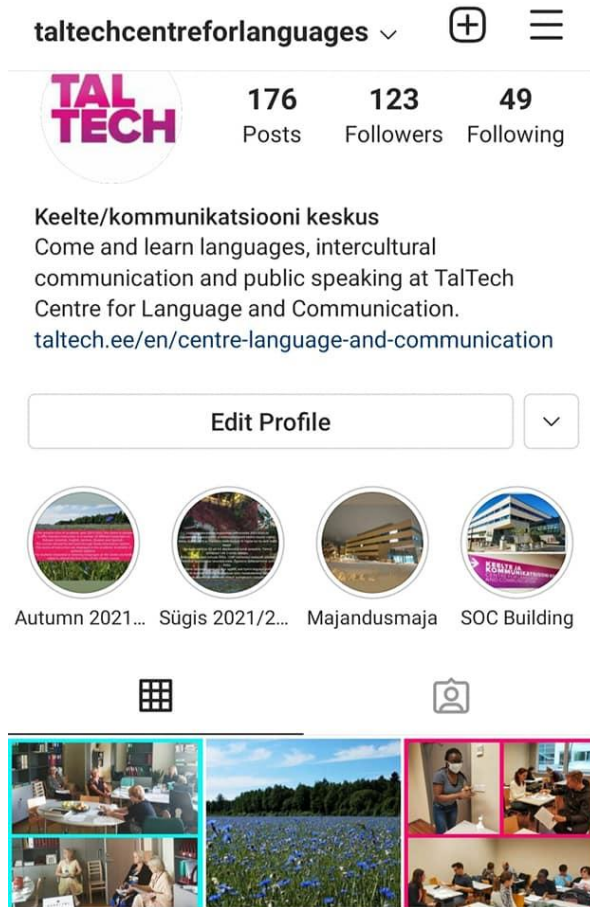 taltechcentreforlanguages
TAL
TECH
176
123
49
Posts
Followers
Following
Keelte/kommunikatsiooni keskus
Come and learn languages, intercultural
communication and public speaking at TalTech
Centre for Language and Communication.
taltech.ee/en/centre-language-and-communication
Edit Profile
KEELTE JA
Autumn 2021...
Sügis 2021/2...
Majandusmaja
SOC Building